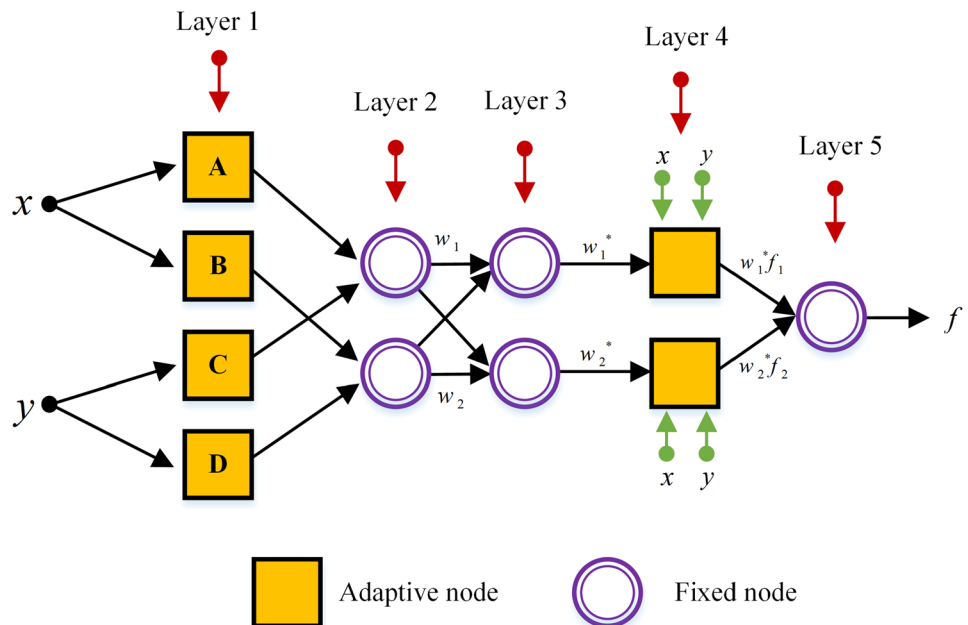 Layer 1
Layer 4
Layer 2
Layer 3
Layer 5
x y
A
x
B
w₁
w₁*
w₁*f₁
f
C
w₂*
w₂*f₂
w₂
y
D
x y
Adaptive node
Fixed node